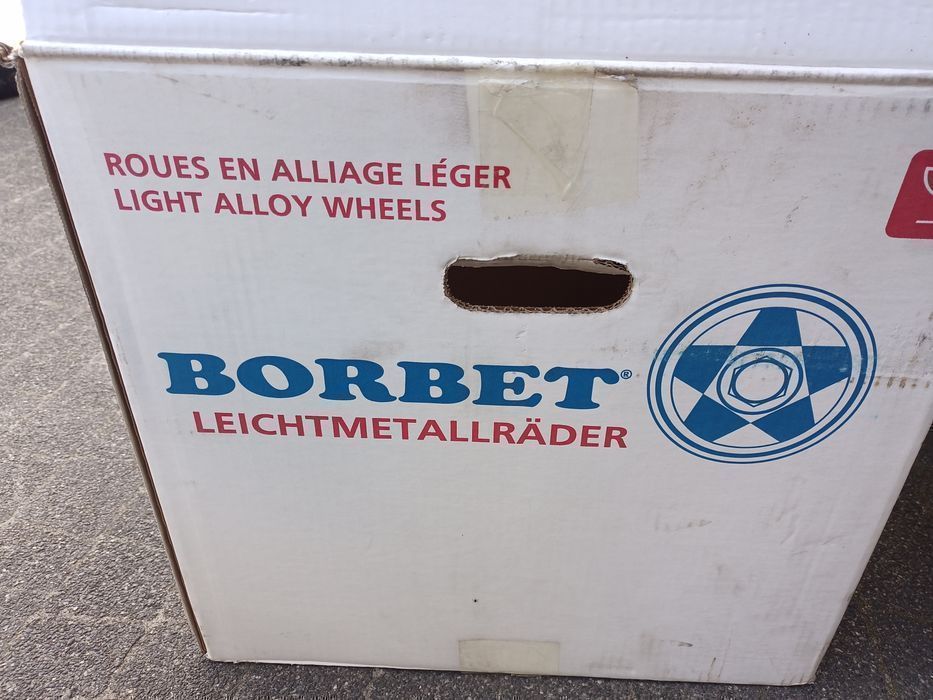 ROUES EN ALLIAGE LÉGER
LIGHT ALLOY WHEELS
BORBET®
LEICHTMETALLRÄDER